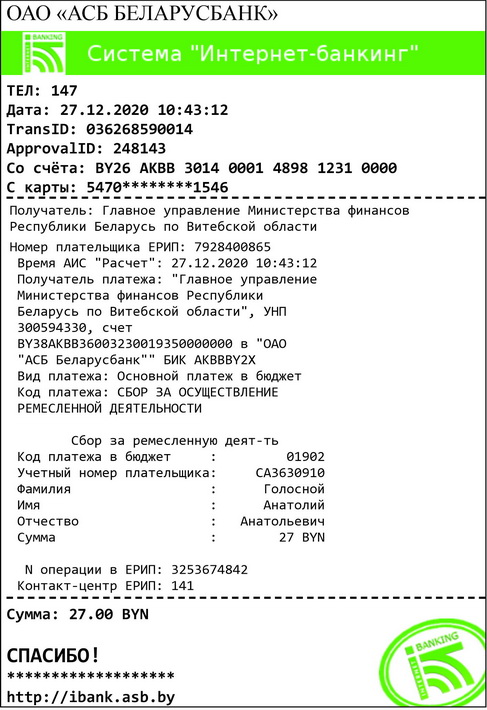 ОАО «АСБ БЕЛАРУСБАНК»
BANKING
Система "Интернет-банкинг"
ТЕЛ: 147
Дата: 27.12.2020 10:43:12
TransID: 036268590014
ApprovalID: 248143
Со счёта: BY26 AKBB 3014 0001 4898 1231 0000
С карты: 5470********1546
Получатель: Главное управление Министерства финансов
Республики Беларусь по Витебской области
Номер плательщика ЕРИП: 7928400865
Время АИС "Расчет": 27.12.2020 10:43:12
Получатель платежа: "Главное управление
Министерства финансов Республики
Беларусь по Витебской области", УНП
300594330, счет
BY38AKBB36003230019350000000 в "ОАО
"АСБ Беларусбанк"" БИК AKBBBY2X
Вид платежа: Основной платеж в бюджет
Код платежа: СБОР ЗА ОСУЩЕСТВЛЕНИЕ
РЕМЕСЛЕННОЙ ДЕЯТЕЛЬНОСТИ
Сбор за ремесленную деят-ть
Код платежа в бюджет : 01902
Учетный номер плательщика: СА3630910
Фамилия : Голосной
Имя : Анатолий
Отчество : Анатольевич
Сумма : 27 BYN
N операции в ЕРИП: 3253674842
Контакт-центр ЕРИП: 141
Сумма: 27.00 BYN
BANKING
СПАСИБО!
*******************
http://ibank.asb.by